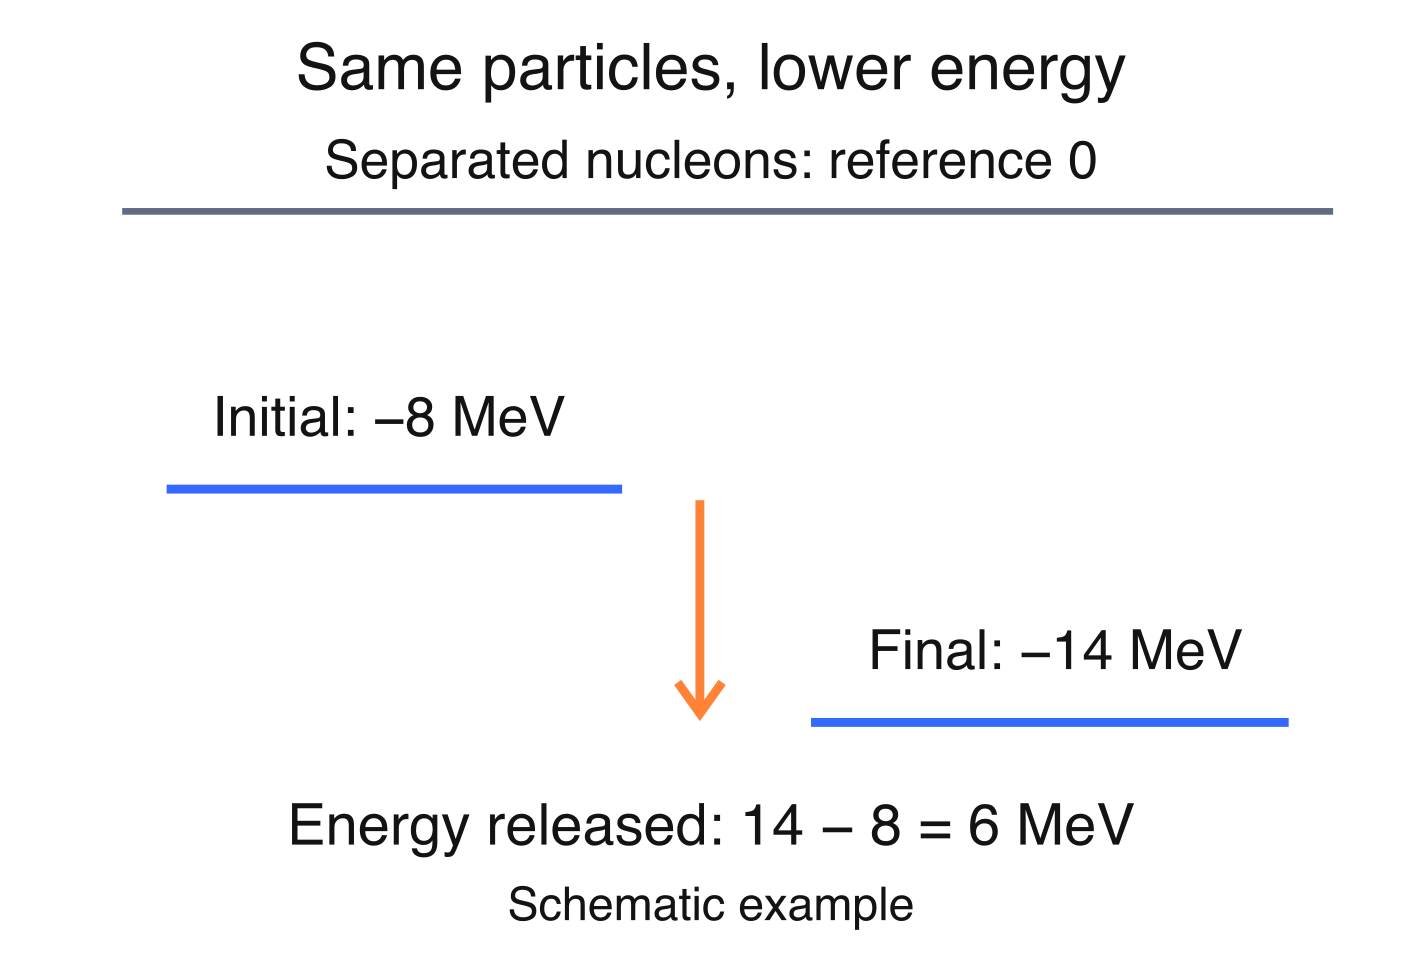 Same particles, lower energy
Separated nucleons: reference 0
Initial: –8 MeV
Final: –14 MeV
Energy released: 14 – 8 = 6 MeV
Schematic example